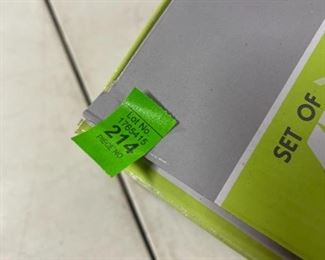 Lot No
1765415
214
PIECE NO
SET OF